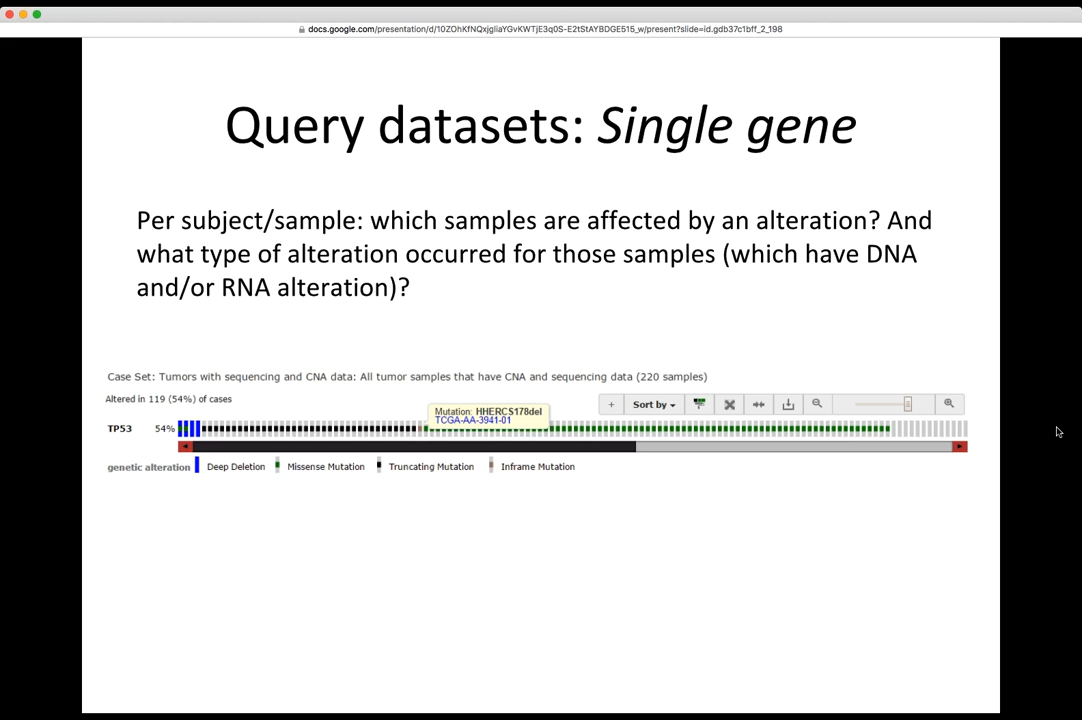 docs.google.com/presentation/d/10ZOhKfNQxjgliaYGvKWTjE3q0S-E2tStAYBDGE515_w/present?slide=id.gdb37c1bff_2_198
Query datasets: Single gene
Per subject/sample: which samples are affected by an alteration? And
what type of alteration occurred for those samples (which have DNA
and/or RNA alteration)?
Case Set: Tumors with sequencing and CNA data: All tumor samples that have CNA and sequencing data (220 samples)
Altered in 119 (54%) of cases
+ Sort by
Mutation: HHERCS178del
TCGA-AA-3941-01
TP53 54%
genetic alteration Deep Deletion Missense Mutation Truncating Mutation Inframe Mutation